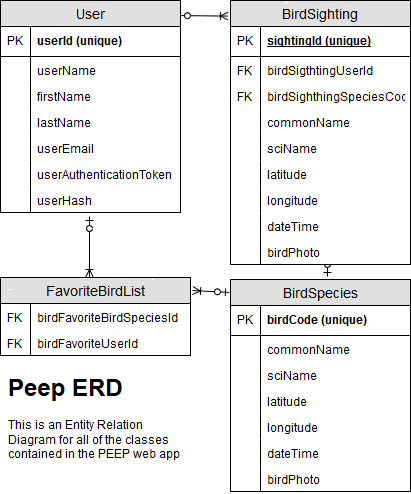 User
PK userId (unique)
userName
firstName
lastName
userEmail
userAuthenticationToken
userHash
BirdSighting
PK sightingId (unique)
FK birdSigthtingUserId
FK birdSighthingSpeciesCod
commonName
sciName
latitude
longitude
dateTime
birdPhoto
FavoriteBirdList
FK birdFavoriteBirdSpeciesId
FK birdFavoriteUserId
BirdSpecies
PK birdCode (unique)
commonName
sciName
latitude
longitude
dateTime
birdPhoto
Peep ERD
This is an Entity Relation
Diagram for all of the classes
contained in the PEEP web app